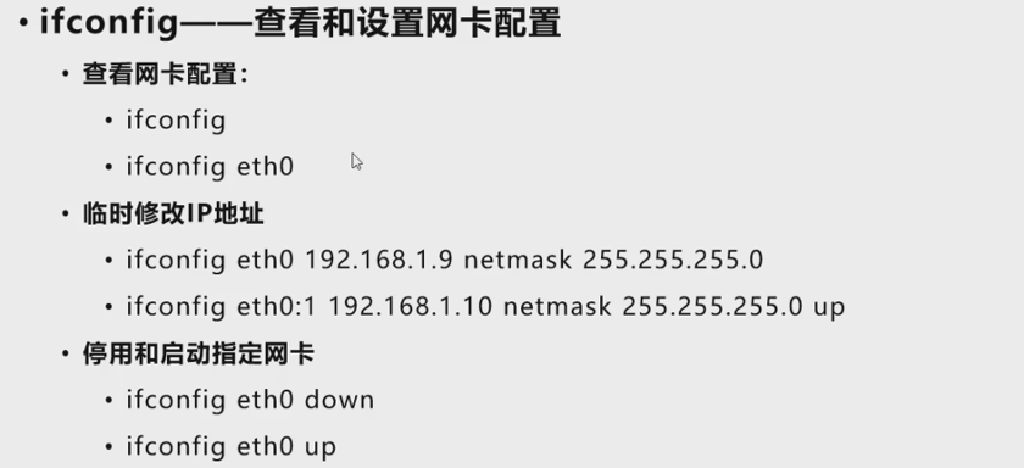 • ifconfig——查看和设置网卡配置
• 查看网卡配置：
• ifconfig
• ifconfig eth0
• 临时修改IP地址
• ifconfig eth0 192.168.1.9 netmask 255.255.255.0
• ifconfig eth0:1 192.168.1.10 netmask 255.255.255.0 up
• 停用和启动指定网卡
• ifconfig eth0 down
• ifconfig eth0 up